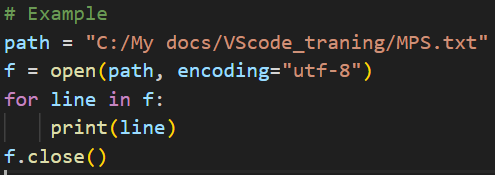 # Example
path = "C:/My docs/VScode_traning/MPS.txt"
f = open(path, encoding="utf-8")
for line in f:
    print(line)
f.close()